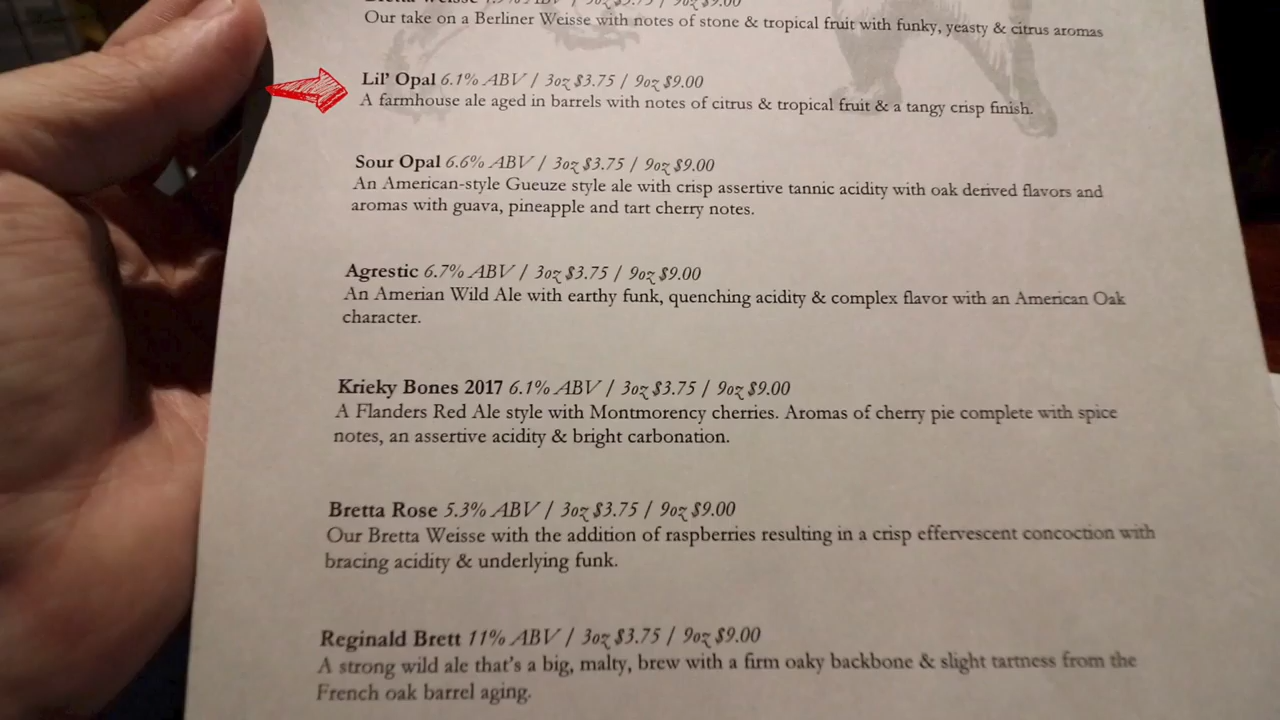 Our take on a Berliner Weisse with notes of stone & tropical fruit with funky, yeasty & citrus aromas
Lil' Opal 6.1% ABV / 3oz $3.75 / 9oz $9.00
A farmhouse ale aged in barrels with notes of citrus & tropical fruit & a tangy crisp finish.
Sour Opal 6.6% ABV / 3oz $3.75 / 9oz $9.00
An American-style Gueuze style ale with crisp assertive tannic acidity with oak derived flavors and
aromas with guava, pineapple and tart cherry notes.
Agrestic 6.7% ABV / 3oz $3.75 / 9oz $9.00
An Amerian Wild Ale with earthy funk, quenching acidity & complex flavor with an American Oak
character.
Krieky Bones 2017 6.1% ABV / 3oz $3.75 / 9oz $9.00
A Flanders Red Ale style with Montmorency cherries. Aromas of cherry pie complete with spice
notes, an assertive acidity & bright carbonation.
Bretta Rose 5.3% ABV / 3oz $3.75 / 9oz $9.00
Our Bretta Weisse with the addition of raspberries resulting in a crisp effervescent concoction with
bracing acidity & underlying funk.
Reginald Brett 11% ABV / 3oz $3.75 / 9oz $9.00
A strong wild ale that's a big, malty, brew with a firm oaky backbone & slight tartness from the
French oak barrel aging.